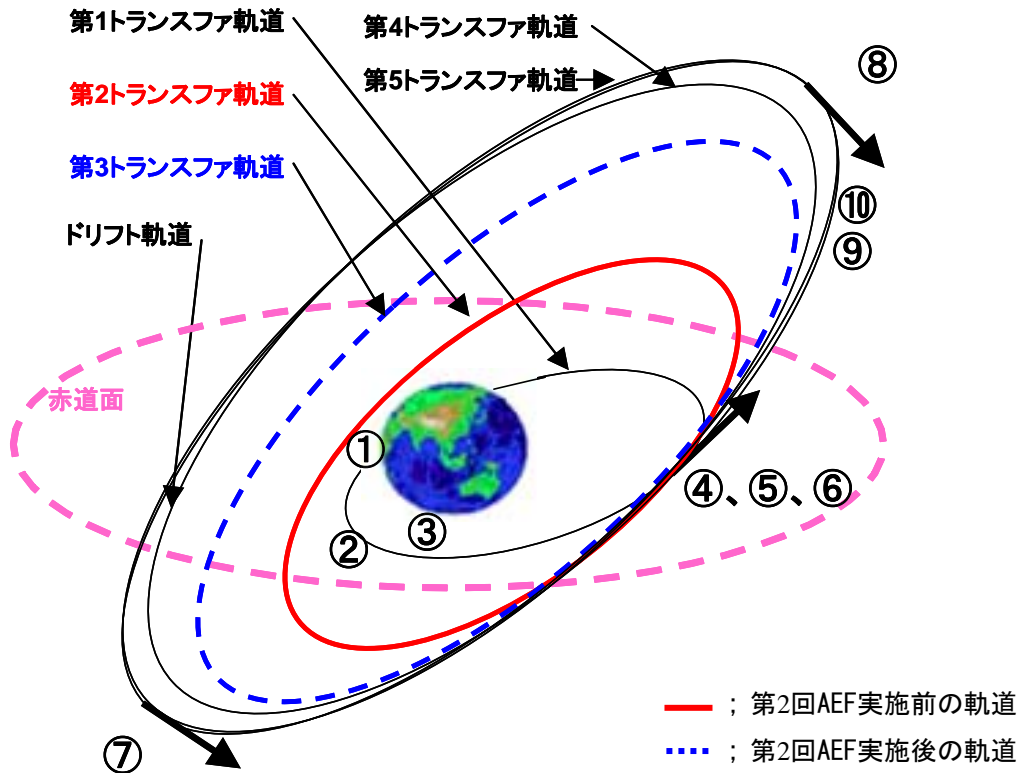 第1トランスファ軌道
第4トランスファ軌道
第5トランスファ軌道
第2トランスファ軌道
第3トランスファ軌道
ドリフト軌道
赤道面
⑧
⑩
⑨
①
③
②
④、⑤、⑥
⑦
；第2回AEF実施前の軌道
；第2回AEF実施後の軌道